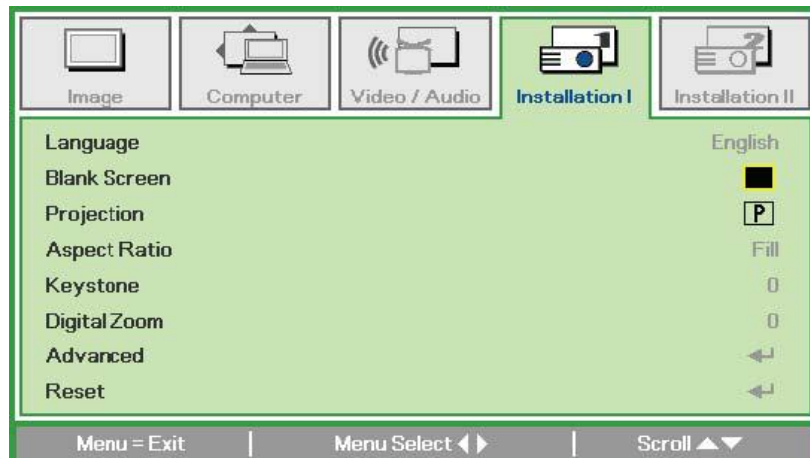 Image Computer Video / Audio Installation I Installation II
Language English
Blank Screen
Projection P
Aspect Ratio Fill
Keystone 0
Digital Zoom 0
Advanced
Reset
Menu = Exit | Menu Select | Scroll